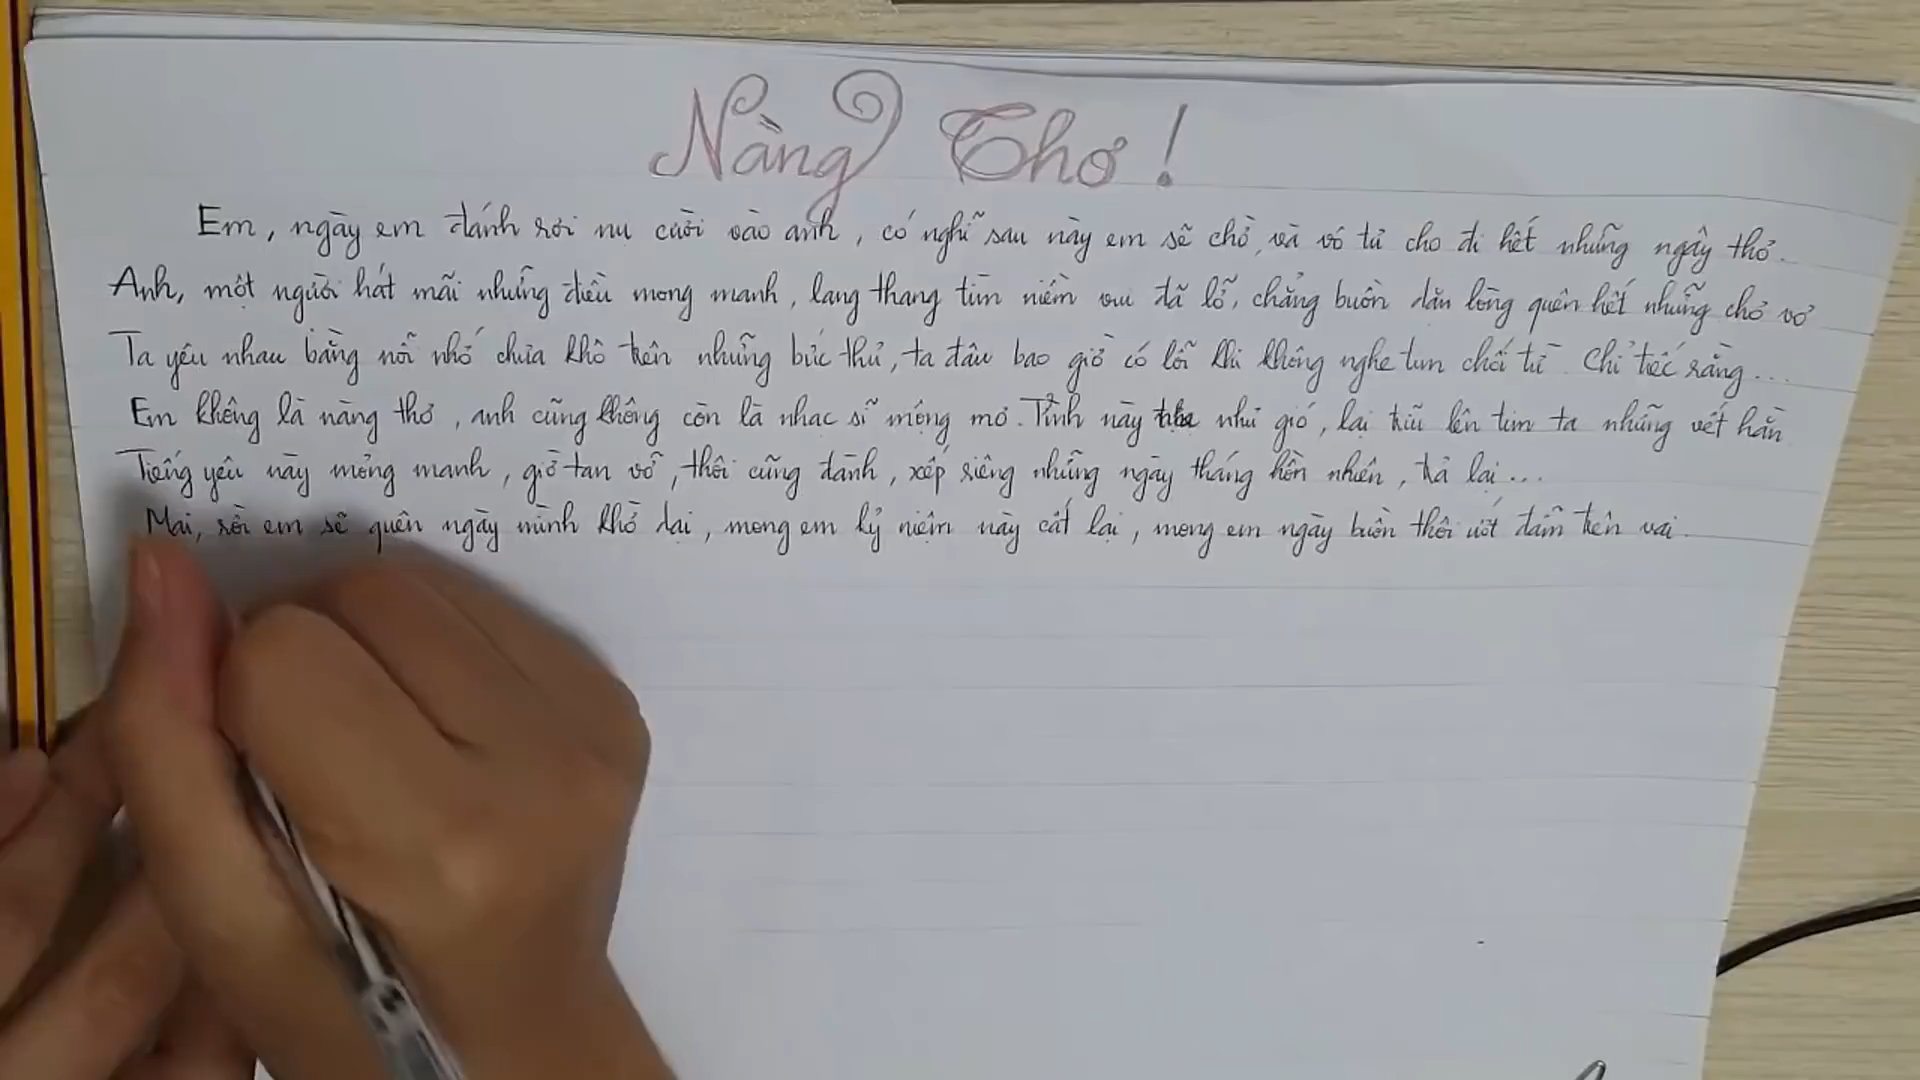 Nàng Thơ!
Em, ngày em đánh rơi nụ cười vào anh, có nghĩ sau này em sẽ chờ, và vô tư cho đi hết những ngày thơ.
Anh, một người hát mãi những điều mong manh, lang thang tìm niềm vui đã lỡ, chẳng buồn dặn lòng quên hết những chơ vơ
Ta yêu nhau bằng nỗi nhớ chưa khô trên những bức thư, ta đâu bao giờ có lỗi khi không nghe tim chối từ. Chỉ tiếc rằng...
Em không là nàng thơ, anh cũng không còn là nhạc sĩ mộng mơ. Tình này như gió, lại trĩu lên tim ta những vết hằn
Tiếng yêu này mỏng manh, giờ tan vỡ, thôi cũng đành, xếp riêng những ngày tháng hồn nhiên, trả lại...
Mai, rồi em sẽ quên ngày mình khờ dại, mong em kỷ niệm này cất lại, mong em ngày buồn thôi ướt đẫm trên vai.